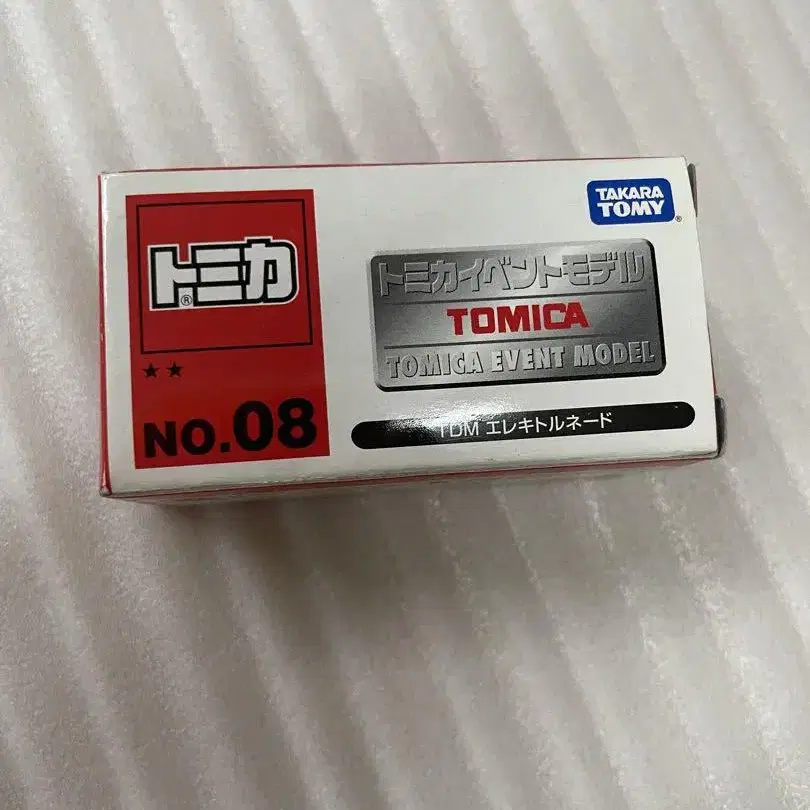 TAKARA
TOMY®
トミカ®
トミカイベントモデル
TOMICA
TOMICA EVENT MODEL
★★
NO.08
TDM エレキトルネード